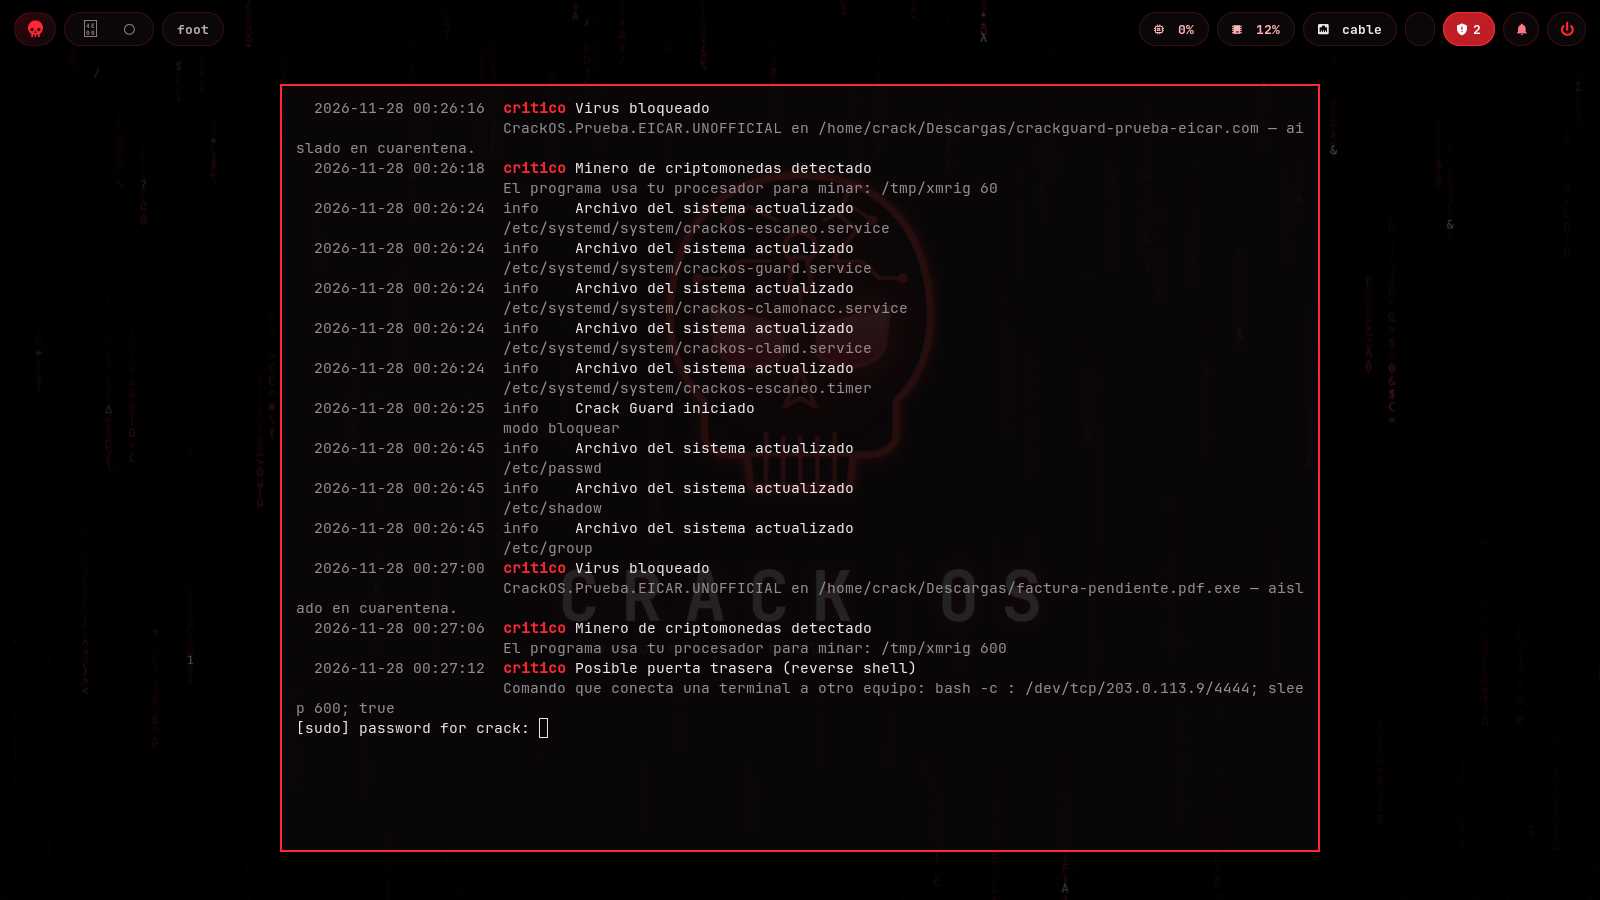 foot
0%
12%
cable
2
2026-11-28 00:26:16  critico Virus bloqueado
CrackOS.Prueba.EICAR.UNOFFICIAL en /home/crack/Descargas/crackguard-prueba-eicar.com — ai
slado en cuarentena.
2026-11-28 00:26:18  critico Minero de criptomonedas detectado
El programa usa tu procesador para minar: /tmp/xmrig 60
2026-11-28 00:26:24  info    Archivo del sistema actualizado
/etc/systemd/system/crackos-escaneo.service
2026-11-28 00:26:24  info    Archivo del sistema actualizado
/etc/systemd/system/crackos-guard.service
2026-11-28 00:26:24  info    Archivo del sistema actualizado
/etc/systemd/system/crackos-clamonacc.service
2026-11-28 00:26:24  info    Archivo del sistema actualizado
/etc/systemd/system/crackos-clamd.service
2026-11-28 00:26:24  info    Archivo del sistema actualizado
/etc/systemd/system/crackos-escaneo.timer
2026-11-28 00:26:25  info    Crack Guard iniciado
modo bloquear
2026-11-28 00:26:45  info    Archivo del sistema actualizado
/etc/passwd
2026-11-28 00:26:45  info    Archivo del sistema actualizado
/etc/shadow
2026-11-28 00:26:45  info    Archivo del sistema actualizado
/etc/group
2026-11-28 00:27:00  critico Virus bloqueado
CrackOS.Prueba.EICAR.UNOFFICIAL en /home/crack/Descargas/factura-pendiente.pdf.exe — aisl
ado en cuarentena.
2026-11-28 00:27:06  critico Minero de criptomonedas detectado
El programa usa tu procesador para minar: /tmp/xmrig 600
2026-11-28 00:27:12  critico Posible puerta trasera (reverse shell)
Comando que conecta una terminal a otro equipo: bash -c : /dev/tcp/203.0.113.9/4444; slee
p 600; true
[sudo] password for crack:
CRACK OS